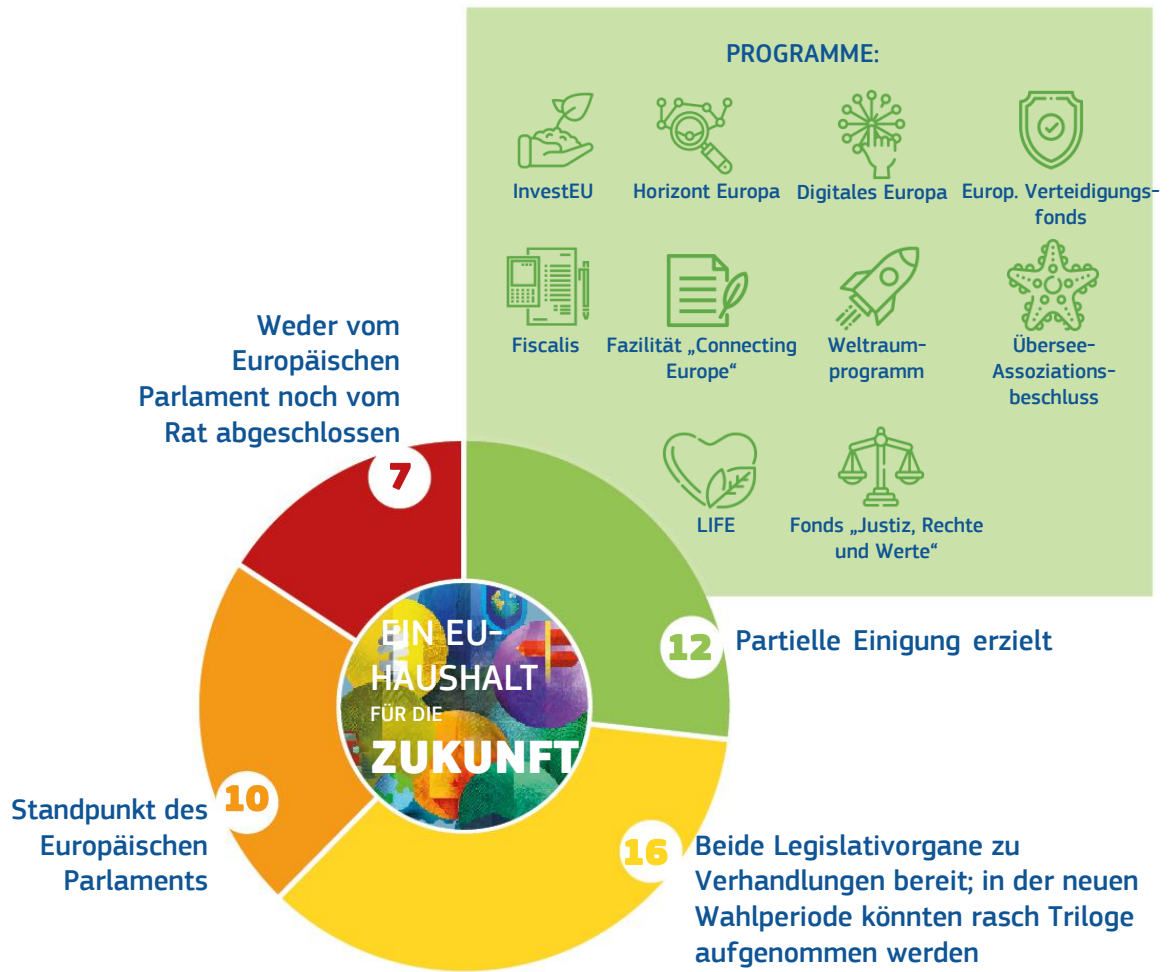 PROGRAMME:
InvestEU
Horizont Europa
Digitales Europa
Europ. Verteidigungs-
fonds
Fiscalis
Fazilität „Connecting
Europe“
Weltraum-
programm
Übersee-
Assoziations-
beschluss
LIFE
Fonds „Justiz, Rechte
und Werte“
Weder vom
Europäischen
Parlament noch vom
Rat abgeschlossen
7
EIN EU-
HAUSHALT
FÜR DIE
ZUKUNFT
12
Partielle Einigung erzielt
10
Standpunkt des
Europäischen
Parlaments
16
Beide Legislativorgane zu
Verhandlungen bereit; in der neuen
Wahlperiode könnten rasch Triloge
aufgenommen werden